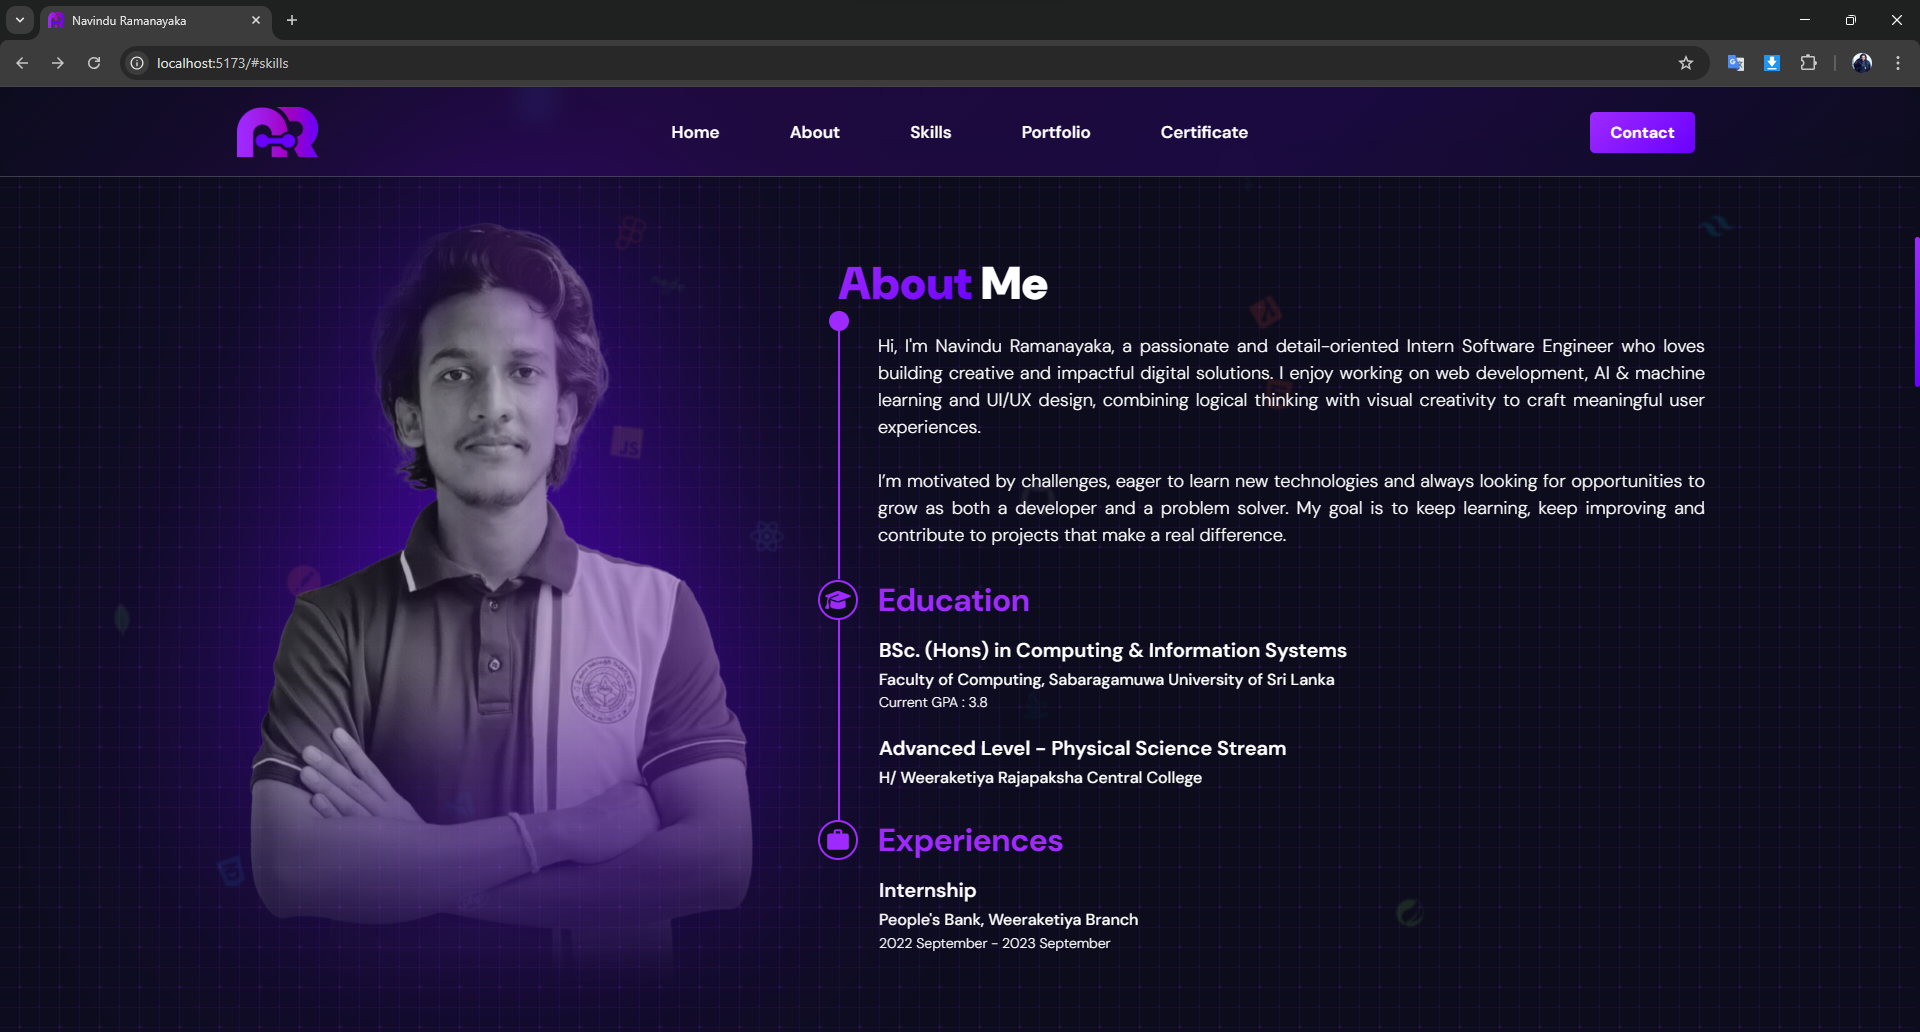 Navindu Ramanayaka
localhost:5173/#skills
Home
About
Skills
Portfolio
Certificate
Contact
About Me
Hi, I'm Navindu Ramanayaka, a passionate and detail-oriented Intern Software Engineer who loves
building creative and impactful digital solutions. I enjoy working on web development, AI & machine
learning and UI/UX design, combining logical thinking with visual creativity to craft meaningful user
experiences.
I’m motivated by challenges, eager to learn new technologies and always looking for opportunities to
grow as both a developer and a problem solver. My goal is to keep learning, keep improving and
contribute to projects that make a real difference.
JS
Education
BSc. (Hons) in Computing & Information Systems
Faculty of Computing, Sabaragamuwa University of Sri Lanka
Current GPA : 3.8
Advanced Level - Physical Science Stream
H/ Weeraketiya Rajapaksha Central College
Experiences
Internship
People's Bank, Weeraketiya Branch
2022 September - 2023 September